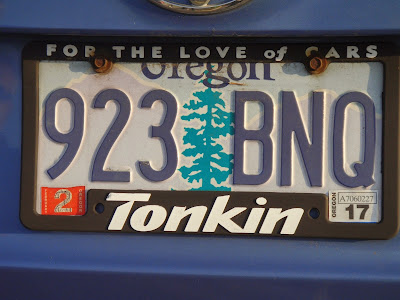 FOR THE LOVE of CARS
Oregon
923 BNQ
2
OREGON
A7060227
17
Tonkin